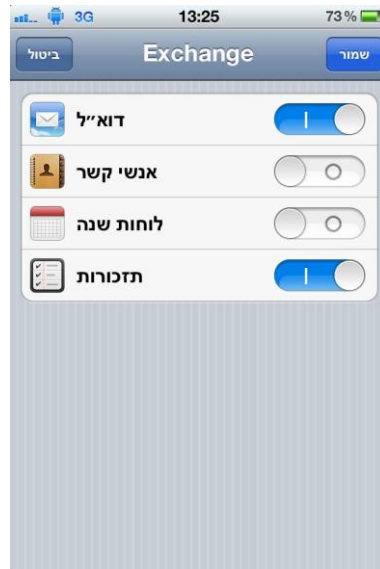 3G 13:25 73%
ביטול Exchange שמור
דוא״ל
אנשי קשר
לוחות שנה
תזכורות